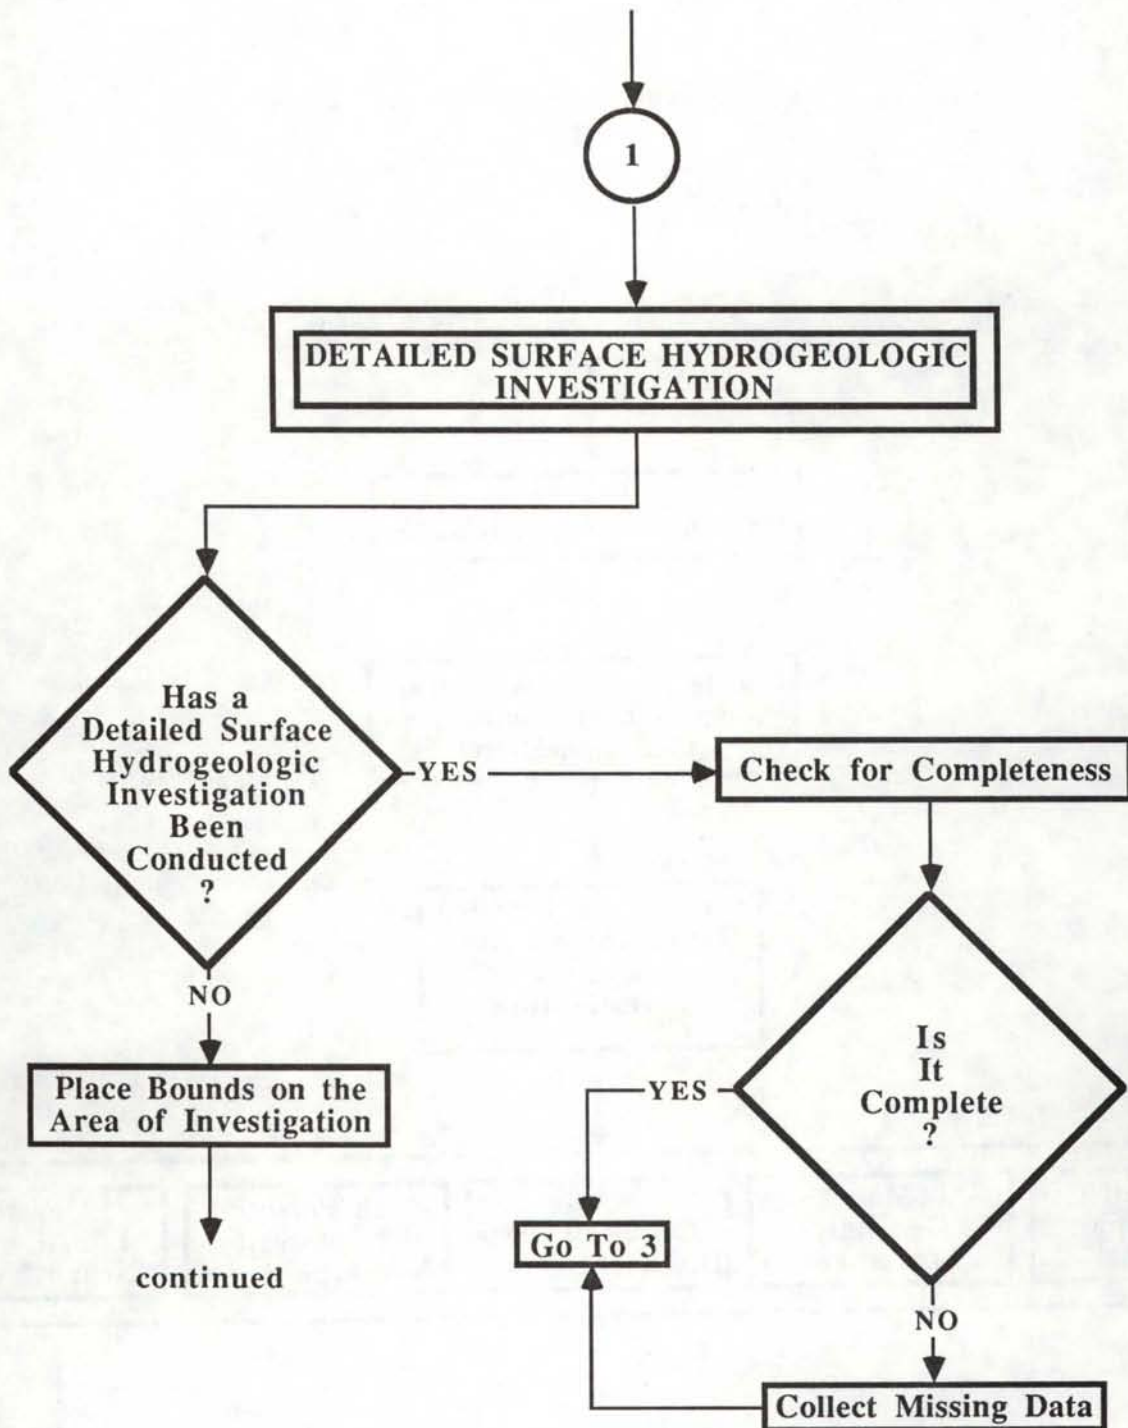 1
DETAILED SURFACE HYDROGEOLOGIC
INVESTIGATION
Has a
Detailed Surface
Hydrogeologic
Investigation
Been
Conducted
?
YES
Check for Completeness
NO
Place Bounds on the
Area of Investigation
continued
Is
It
Complete
?
YES
Go To 3
NO
Collect Missing Data